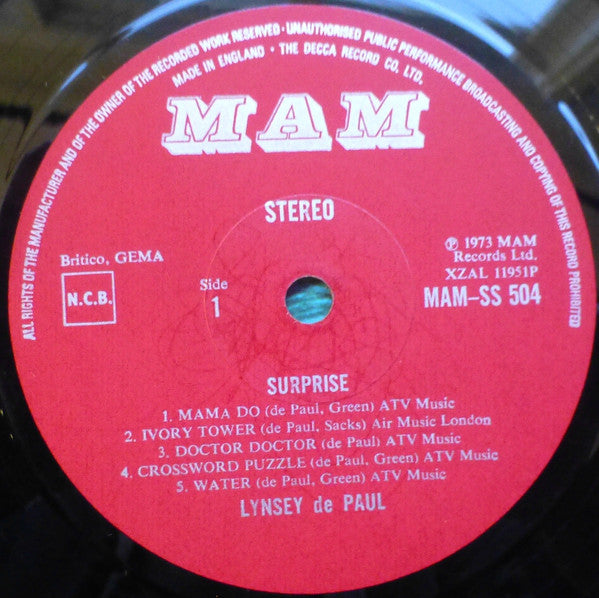 ALL RIGHTS OF THE MANUFACTURER AND OF THE OWNER OF THE RECORDED WORK RESERVED · UNAUTHORISED PUBLIC PERFORMANCE BROADCASTING AND COPYING OF THIS RECORD PROHIBITED
MADE IN ENGLAND · THE DECCA RECORD CO. LTD.
MAM
STEREO
Britico, GEMA
N.C.B.
Side
1
℗ 1973 MAM
Records Ltd.
XZAL 11951P
MAM-SS 504
SURPRISE
1. MAMA DO (de Paul, Green) ATV Music
2. IVORY TOWER (de Paul, Sacks) Air Music London
3. DOCTOR DOCTOR (de Paul) ATV Music
4. CROSSWORD PUZZLE (de Paul, Green) ATV Music
5. WATER (de Paul, Green) ATV Music
LYNSEY de PAUL